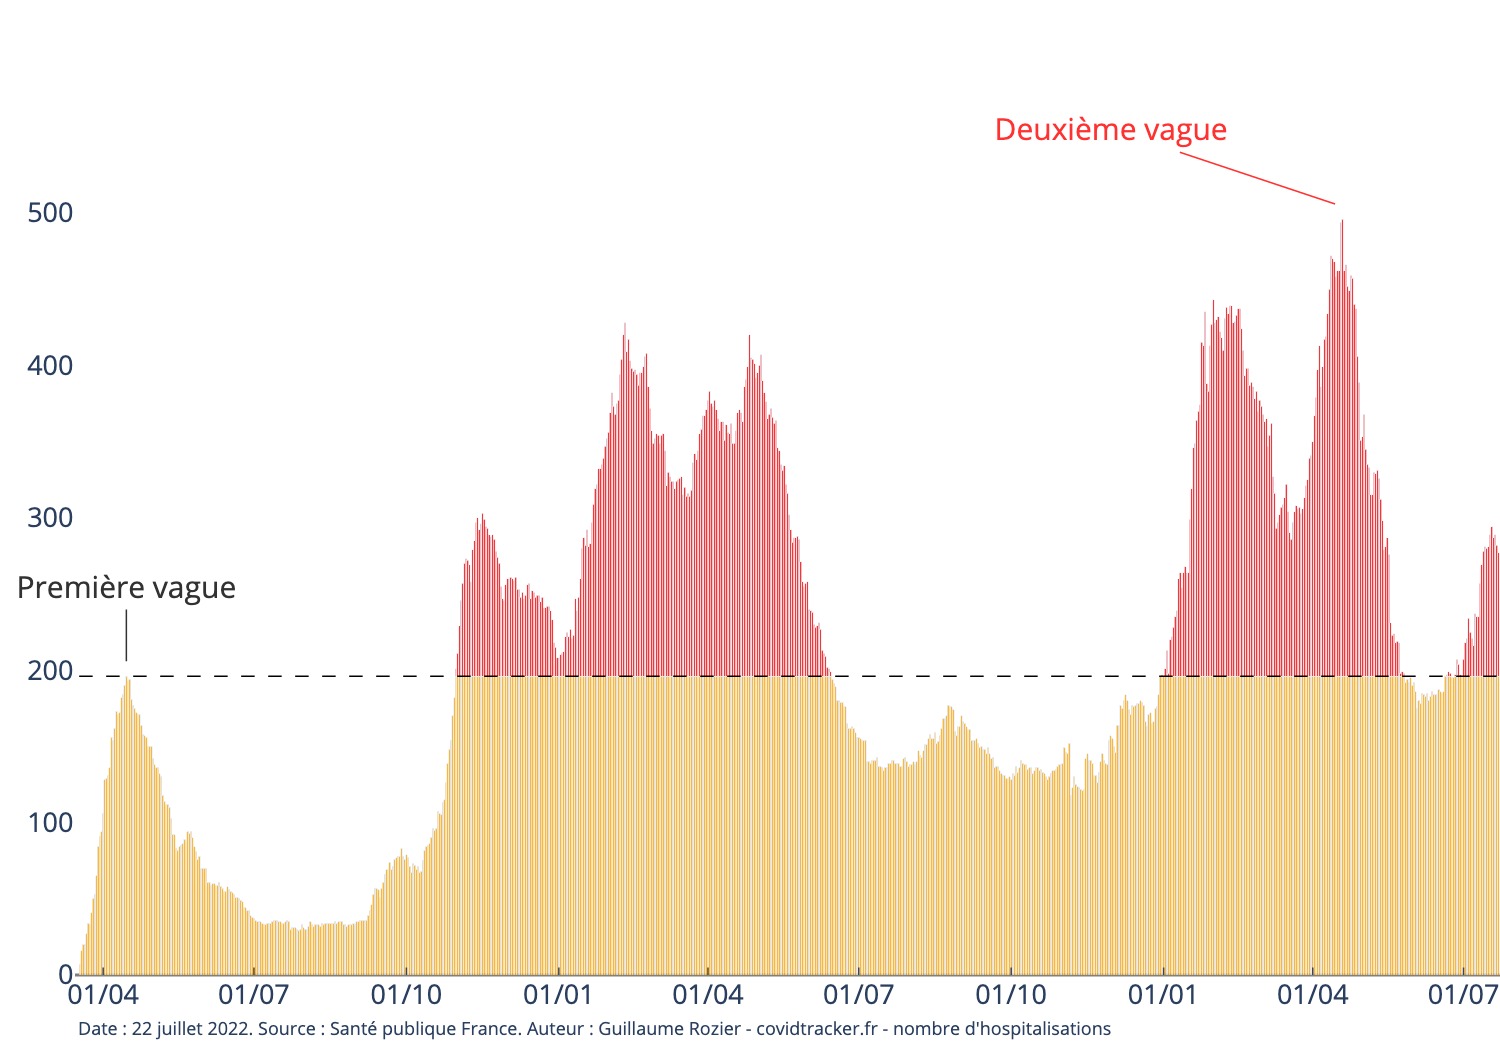 Deuxième vague
500
400
300
Première vague
200
100
0
01/04 01/07 01/10 01/01 01/04 01/07 01/10 01/01 01/04 01/07
Date : 22 juillet 2022. Source : Santé publique France. Auteur : Guillaume Rozier - covidtracker.fr - nombre d'hospitalisations